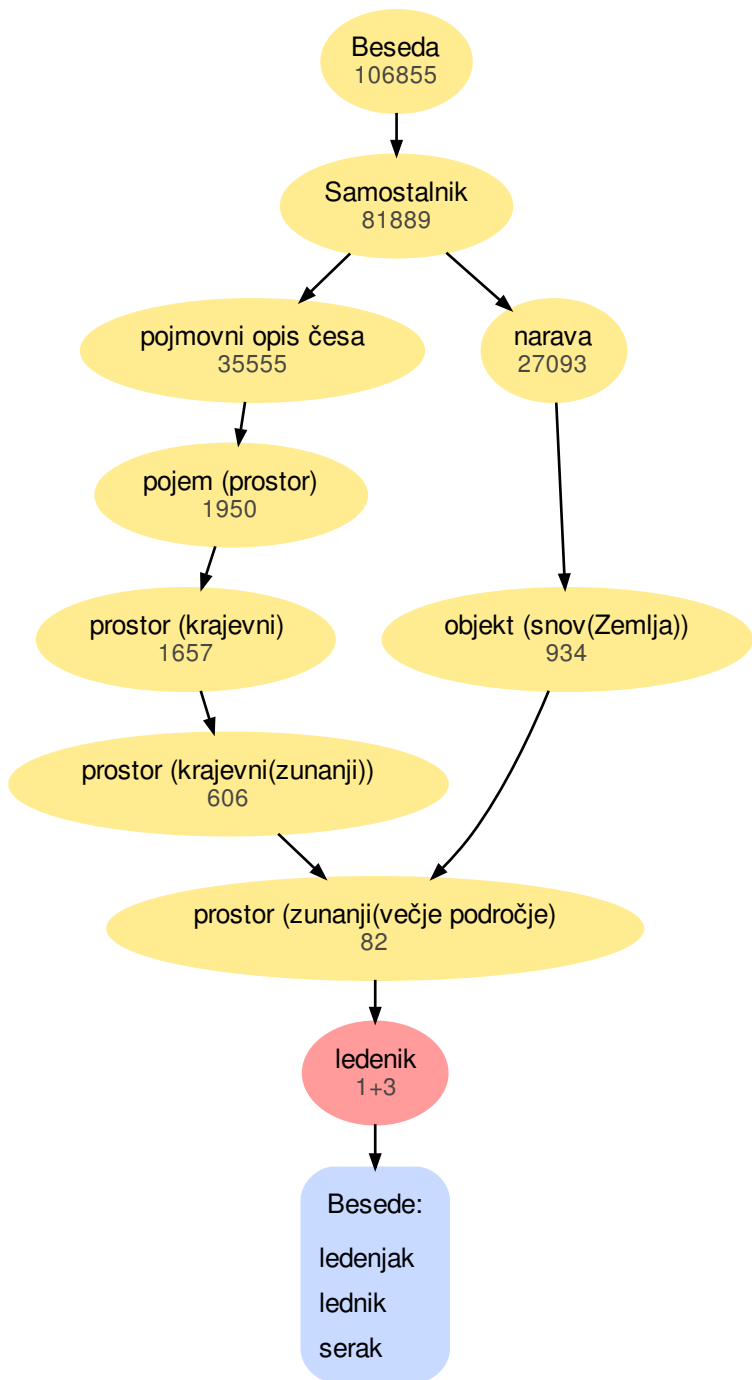 Beseda
106855
Samostalnik
81889
pojmovni opis česa
35555
narava
27093
pojem (prostor)
1950
prostor (krajevni)
1657
objekt (snov(Zemlja))
934
prostor (krajevni(zunanji))
606
prostor (zunanji(večje področje)
82
ledenik
1+3
Besede:
ledenjak
lednik
serak